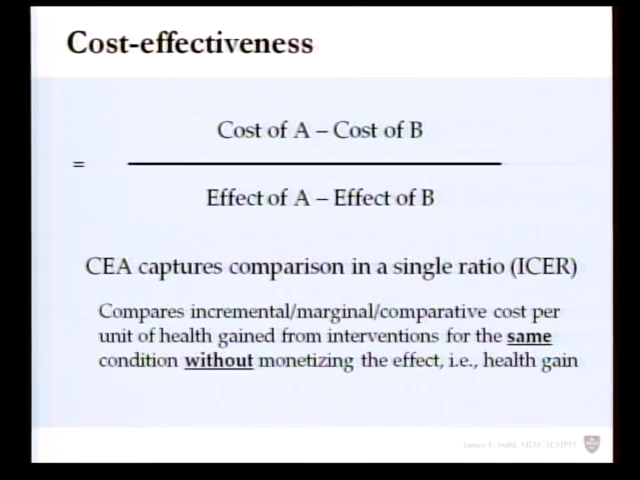 Cost-effectiveness
Cost of A – Cost of B
=
Effect of A – Effect of B
CEA captures comparison in a single ratio (ICER)
Compares incremental/marginal/comparative cost per
unit of health gained from interventions for the same
condition without monetizing the effect, i.e., health gain
James